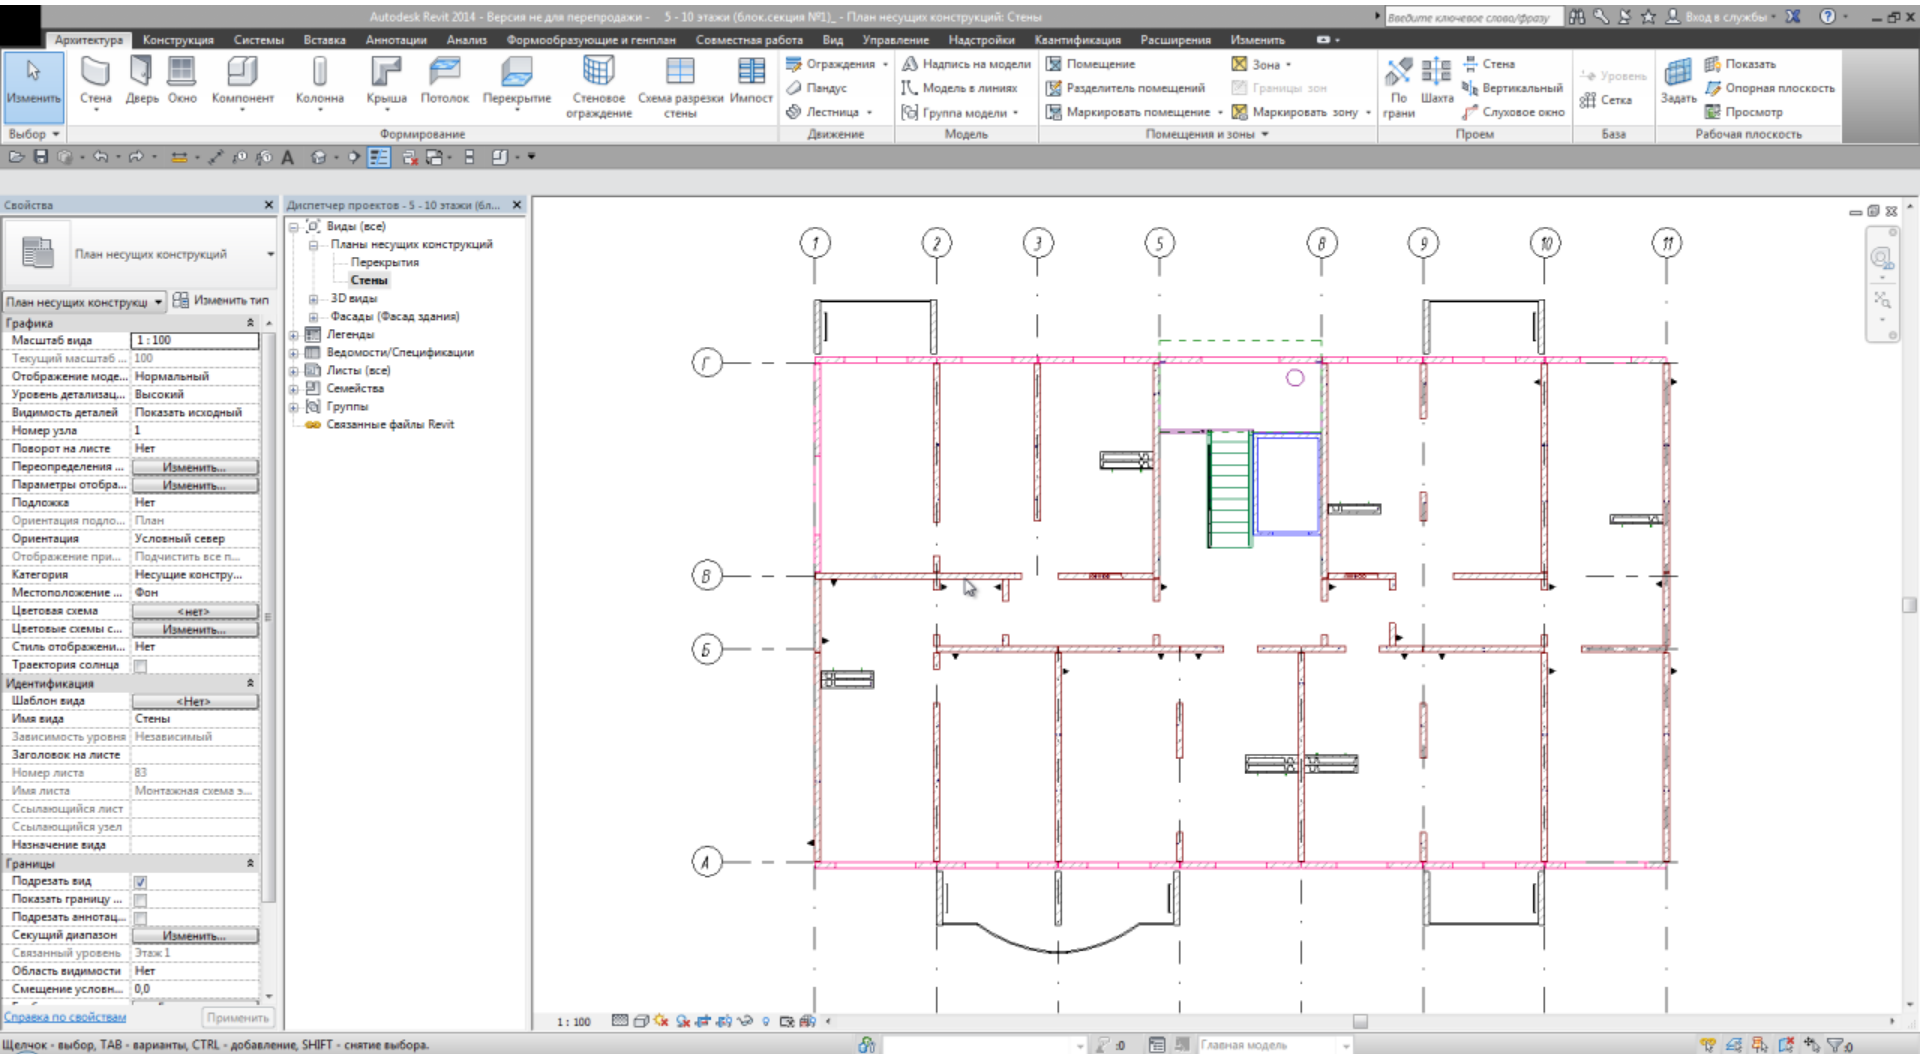 Autodesk Revit 2014 - Версия не для перепродажи - 5 - 10 этажи (блок.секция №1)_ - План несущих конструкций: Стены
Введите ключевое слово/фразу
Вход в службы
Архитектура Конструкция Системы Вставка Аннотации Анализ Формообразующие и генплан Совместная работа Вид Управление Надстройки Квантификация Расширения Изменить
Изменить
Стена
Дверь
Окно
Компонент
Колонна
Крыша
Потолок
Перекрытие
Стеновое ограждение
Схема разрезки стены
Импост
Ограждения
Пандус
Лестница
Надпись на модели
Модель в линиях
Группа модели
Помещение
Разделитель помещений
Маркировать помещение
Зона
Границы зон
Маркировать зону
По грани
Шахта
Стена
Вертикальный
Слуховое окно
Уровень
Сетка
Задать
Показать
Опорная плоскость
Просмотр
Выбор
Формирование
Движение
Модель
Помещения и зоны
Проем
База
Рабочая плоскость
Свойства
План несущих конструкций
План несущих конструкц
Изменить тип
Графика
Масштаб вида 1 : 100
Текущий масштаб ... 100
Отображение моде... Нормальный
Уровень детализац... Высокий
Видимость деталей Показать исходный
Номер узла 1
Поворот на листе Нет
Переопределения ... Изменить...
Параметры отобра... Изменить...
Подложка Нет
Ориентация подло... План
Ориентация Условный север
Отображение при... Подчистить все п...
Категория Несущие констру...
Местоположение ... Фон
Цветовая схема <нет>
Цветовые схемы с... Изменить...
Стиль отображени... Нет
Траектория солнца
Идентификация
Шаблон вида <Нет>
Имя вида Стены
Зависимость уровня Независимый
Заголовок на листе
Номер листа 83
Имя листа Монтажная схема э...
Ссылающийся лист
Ссылающийся узел
Назначение вида
Границы
Подрезать вид
Показать границу ...
Подрезать аннотац...
Секущий диапазон Изменить...
Связанный уровень Этаж 1
Область видимости Нет
Смещение условн... 0,0
Справка по свойствам
Применить
Диспетчер проектов - 5 - 10 этажи (бл...
Виды (все)
Планы несущих конструкций
Перекрытия
Стены
3D виды
Фасады (Фасад здания)
Легенды
Ведомости/Спецификации
Листы (все)
Семейства
Группы
Связанные файлы Revit
1 2 3 5 8 9 10 11
Г
В
Б
А
2D
1 : 100
Щелчок - выбор, TAB - варианты, CTRL - добавление, SHIFT - снятие выбора.
:0
Главная модель
:0